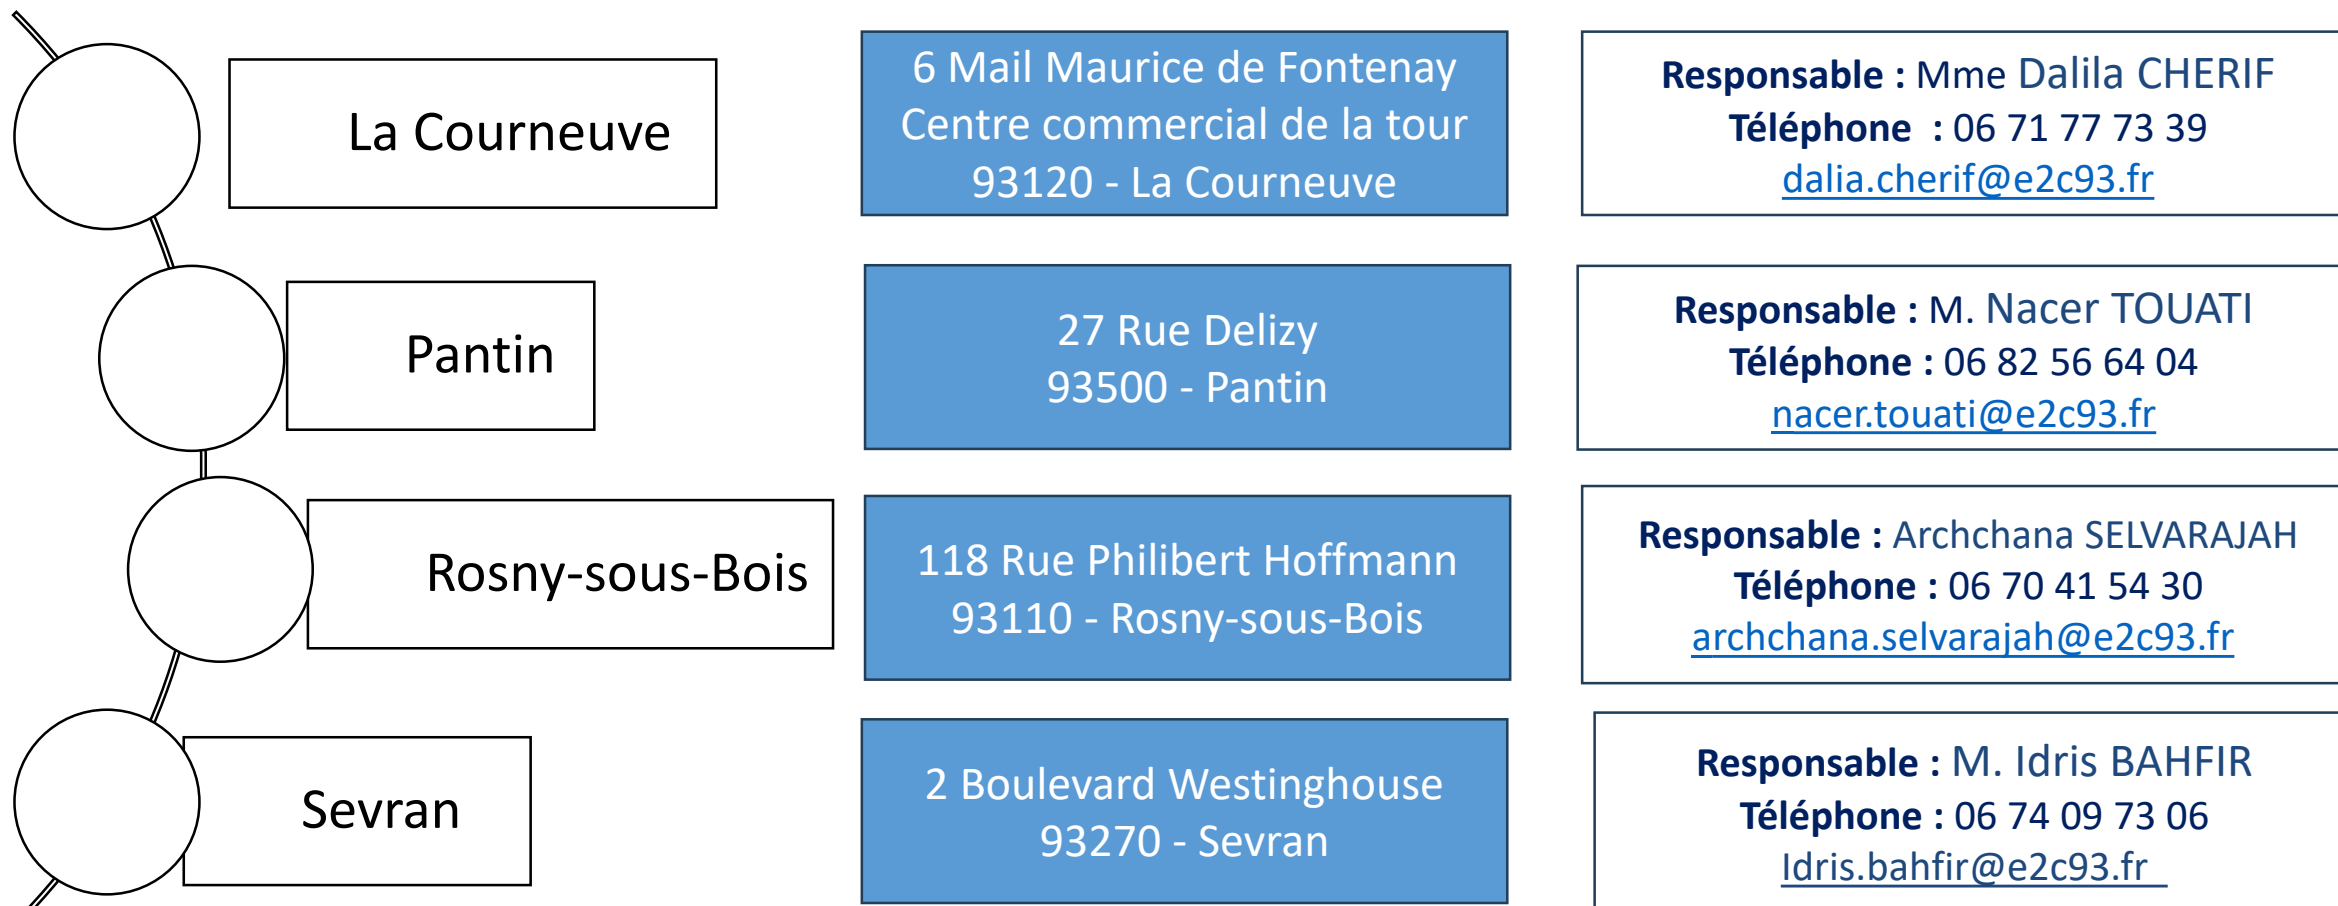 La Courneuve
6 Mail Maurice de Fontenay
Centre commercial de la tour
93120 - La Courneuve
Responsable : Mme Dalila CHERIF
Téléphone  : 06 71 77 73 39
dalia.cherif@e2c93.fr
Pantin
27 Rue Delizy
93500 - Pantin
Responsable : M. Nacer TOUATI
Téléphone : 06 82 56 64 04
nacer.touati@e2c93.fr
Rosny-sous-Bois
118 Rue Philibert Hoffmann
93110 - Rosny-sous-Bois
Responsable : Archchana SELVARAJAH
Téléphone : 06 70 41 54 30
archchana.selvarajah@e2c93.fr
Sevran
2 Boulevard Westinghouse
93270 - Sevran
Responsable : M. Idris BAHFIR
Téléphone : 06 74 09 73 06
Idris.bahfir@e2c93.fr